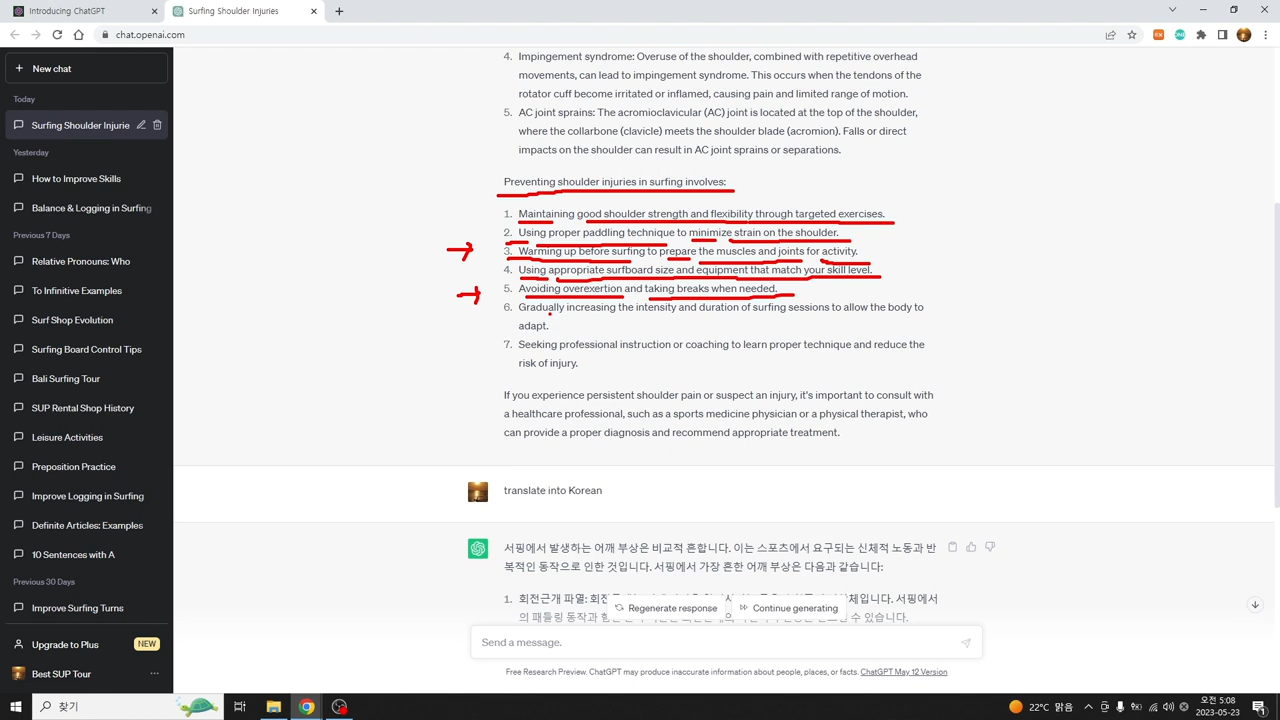 Introducing ChatGPT
Surfing Shoulder Injuries
chat.openai.com
New chat
Today
Surfing Shoulder Injurie
Yesterday
How to Improve Skills
Balance & Logging in Surfing
Previous 7 Days
Relative Pronouns: Who
To Infinitive Examples
Surf Shop Evolution
Surfing Board Control Tips
Bali Surfing Tour
SUP Rental Shop History
Leisure Activities
Preposition Practice
Improve Logging in Surfing
Definite Articles: Examples
10 Sentences with A
Previous 30 Days
Improve Surfing Turns
Upgrade to Plus NEW
Best SUP Tour
4. Impingement syndrome: Overuse of the shoulder, combined with repetitive overhead
movements, can lead to impingement syndrome. This occurs when the tendons of the
rotator cuff become irritated or inflamed, causing pain and limited range of motion.
5. AC joint sprains: The acromioclavicular (AC) joint is located at the top of the shoulder,
where the collarbone (clavicle) meets the shoulder blade (acromion). Falls or direct
impacts on the shoulder can result in AC joint sprains or separations.
Preventing shoulder injuries in surfing involves:
1. Maintaining good shoulder strength and flexibility through targeted exercises.
2. Using proper paddling technique to minimize strain on the shoulder.
3. Warming up before surfing to prepare the muscles and joints for activity.
4. Using appropriate surfboard size and equipment that match your skill level.
5. Avoiding overexertion and taking breaks when needed.
6. Gradually increasing the intensity and duration of surfing sessions to allow the body to
adapt.
7. Seeking professional instruction or coaching to learn proper technique and reduce the
risk of injury.
If you experience persistent shoulder pain or suspect an injury, it's important to consult with
a healthcare professional, such as a sports medicine physician or a physical therapist, who
can provide a proper diagnosis and recommend appropriate treatment.
translate into Korean
서핑에서 발생하는 어깨 부상은 비교적 흔합니다. 이는 스포츠에서 요구되는 신체적 노동과 반
복적인 동작으로 인한 것입니다. 서핑에서 가장 흔한 어깨 부상은 다음과 같습니다:
1. 회전근개 파열: 서핑에서
의 패들링 동작과 수 있습니다.
Regenerate response
Continue generating
Send a message.
Free Research Preview. ChatGPT may produce inaccurate information about people, places, or facts. ChatGPT May 12 Version
찾기
22°C 맑음
오전 5:08
2023-05-23